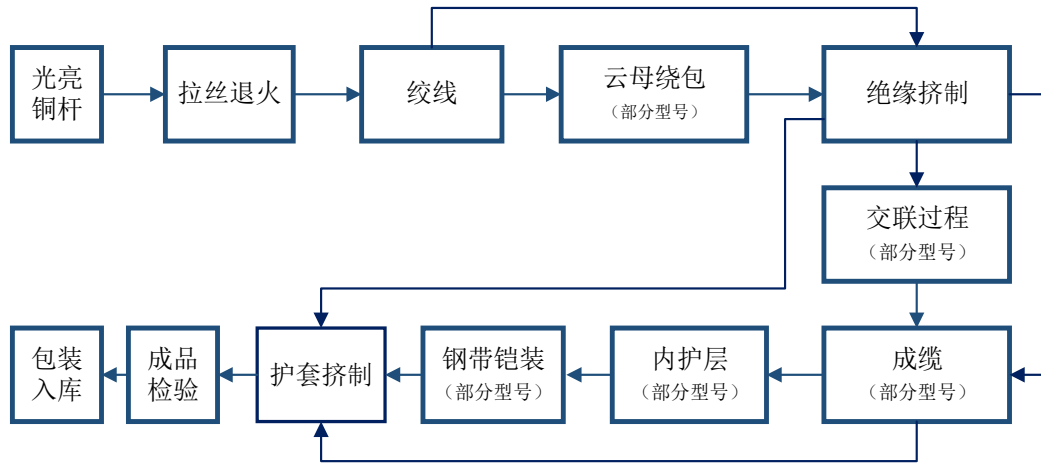 光亮
铜杆
拉丝退火
绞线
云母绕包
（部分型号）
绝缘挤制
交联过程
（部分型号）
包装
入库
成品
检验
护套挤制
钢带铠装
（部分型号）
内护层
（部分型号）
成缆
（部分型号）